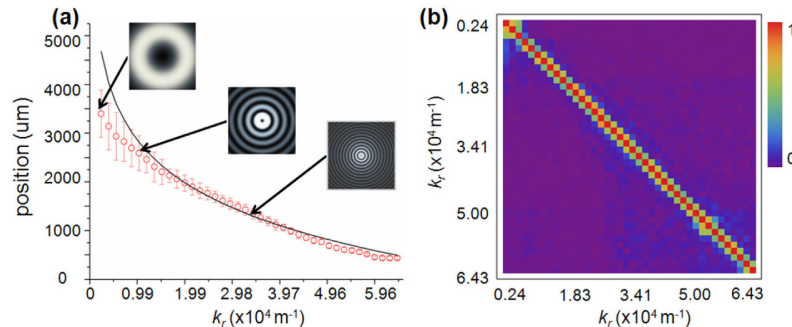 (a)
5000
4000
3000
2000
1000
0
position (um)
0 0.99 1.99 2.98 3.97 4.96 5.96
kr (x10⁴ m⁻¹)
(b)
0.24
1.83
3.41
5.00
6.43
kr (x10⁴ m⁻¹)
0.24 1.83 3.41 5.00 6.43
kr (x10⁴ m⁻¹)
1
0